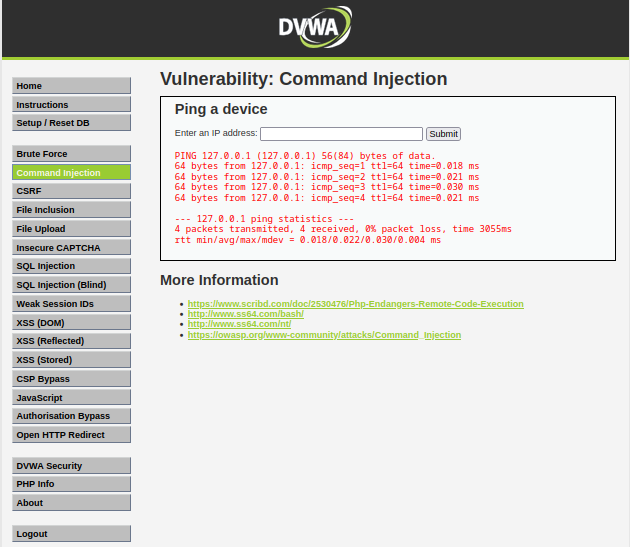 DVWA
Home
Instructions
Setup / Reset DB
Brute Force
Command Injection
CSRF
File Inclusion
File Upload
Insecure CAPTCHA
SQL Injection
SQL Injection (Blind)
Weak Session IDs
XSS (DOM)
XSS (Reflected)
XSS (Stored)
CSP Bypass
JavaScript
Authorisation Bypass
Open HTTP Redirect
DVWA Security
PHP Info
About
Logout
Vulnerability: Command Injection
Ping a device
Enter an IP address: Submit
PING 127.0.0.1 (127.0.0.1) 56(84) bytes of data.
64 bytes from 127.0.0.1: icmp_seq=1 ttl=64 time=0.018 ms
64 bytes from 127.0.0.1: icmp_seq=2 ttl=64 time=0.021 ms
64 bytes from 127.0.0.1: icmp_seq=3 ttl=64 time=0.030 ms
64 bytes from 127.0.0.1: icmp_seq=4 ttl=64 time=0.021 ms
--- 127.0.0.1 ping statistics ---
4 packets transmitted, 4 received, 0% packet loss, time 3055ms
rtt min/avg/max/mdev = 0.018/0.022/0.030/0.004 ms
More Information
• https://www.scribd.com/doc/2530476/Php-Endangers-Remote-Code-Execution
• http://www.ss64.com/bash/
• http://www.ss64.com/nt/
• https://owasp.org/www-community/attacks/Command_Injection